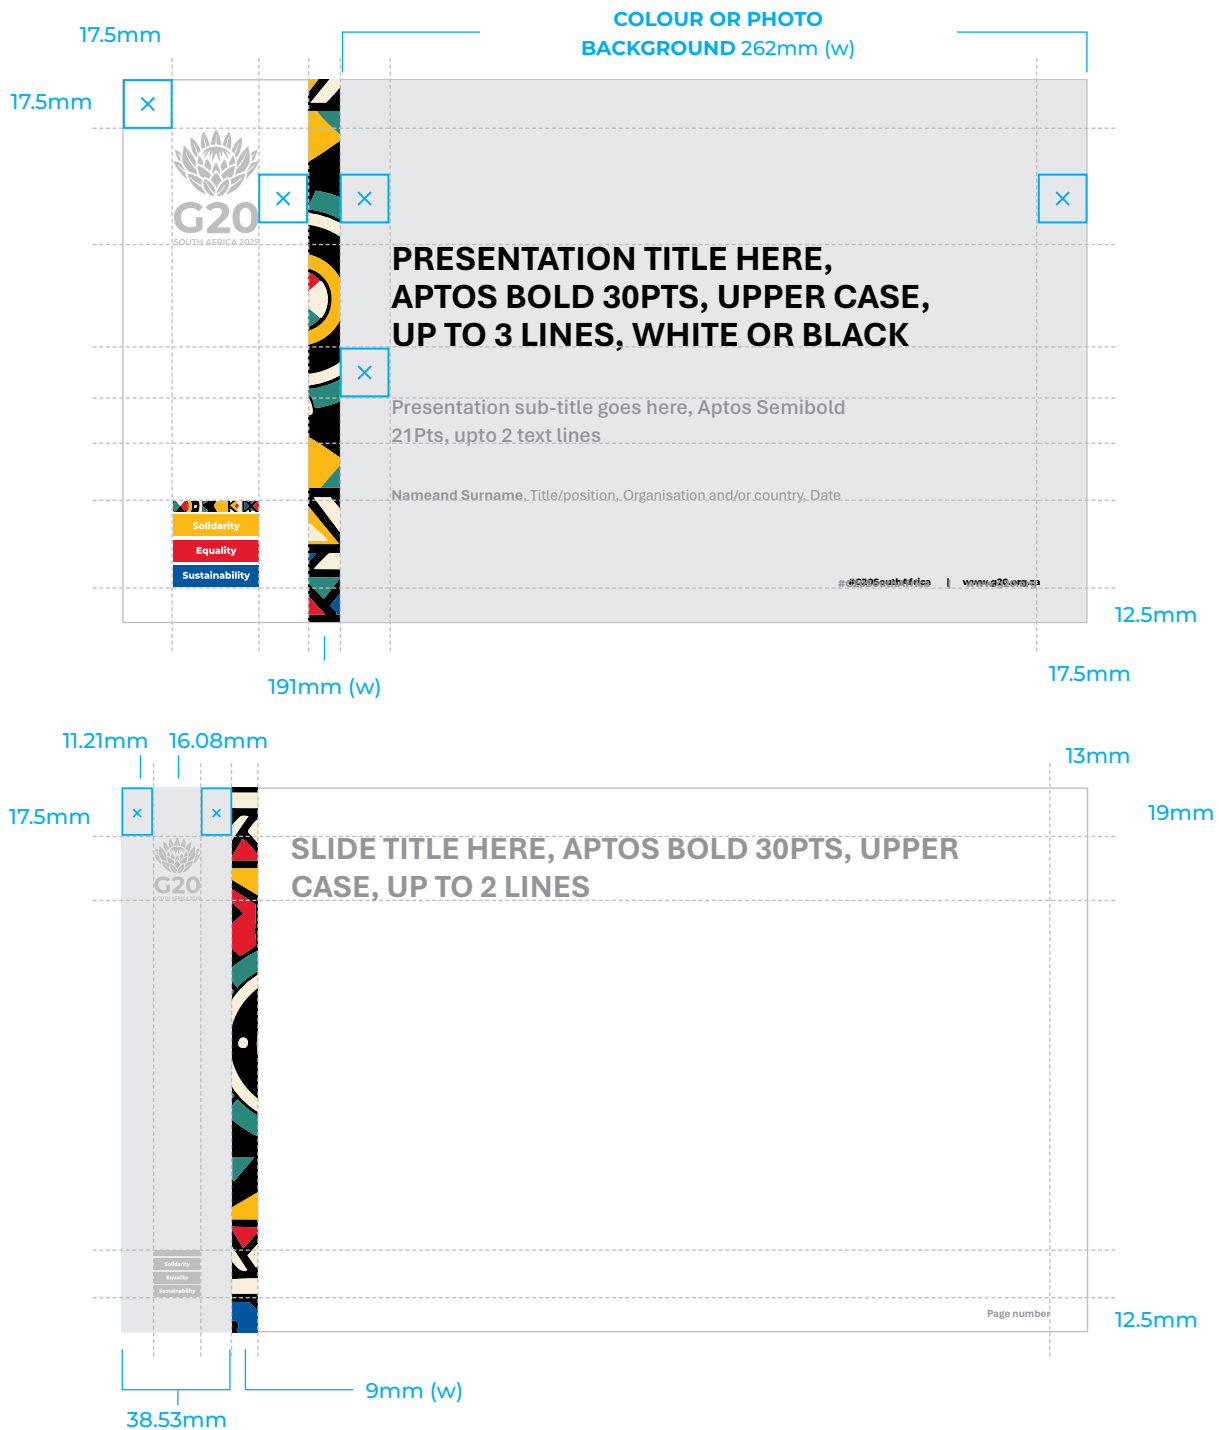 17.5mm
COLOUR OR PHOTO
BACKGROUND 262mm (w)
17.5mm
G20
SOUTH AFRICA 2025
PRESENTATION TITLE HERE,
APTOS BOLD 30PTS, UPPER CASE,
UP TO 3 LINES, WHITE OR BLACK
Presentation sub-title goes here, Aptos Semibold
21Pts, upto 2 text lines
Nameand Surname, Title/position, Organisation and/or country, Date
Solidarity
Equality
Sustainability
#G20SouthAfrica | www.g20.org.za
12.5mm
17.5mm
191mm (w)
11.21mm
16.08mm
13mm
17.5mm
19mm
G20
SLIDE TITLE HERE, APTOS BOLD 30PTS, UPPER
CASE, UP TO 2 LINES
Solidarity
Equality
Sustainability
Page number
12.5mm
9mm (w)
38.53mm